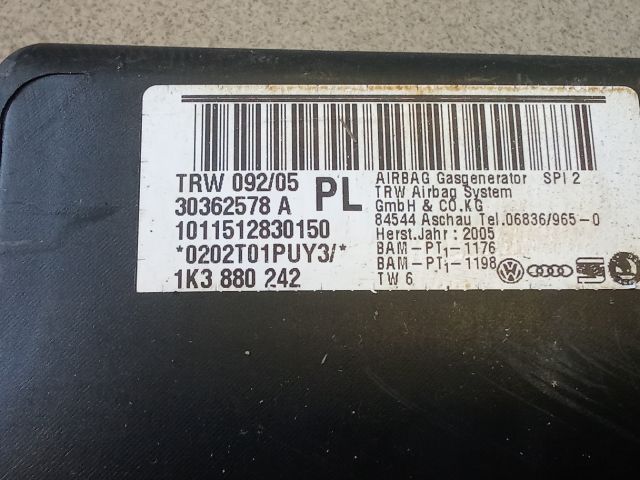 TRW 092/05
30362578 A
1011512830150
*0202T01PUY3/*
1K3 880 242
PL
AIRBAG Gasgenerator SPI 2
TRW Airbag System
GmbH & CO.KG
84544 Aschau Tel.06836/965-0
Herst.Jahr : 2005
BAM-PT1-1176
BAM-PT1-1198
TW 6